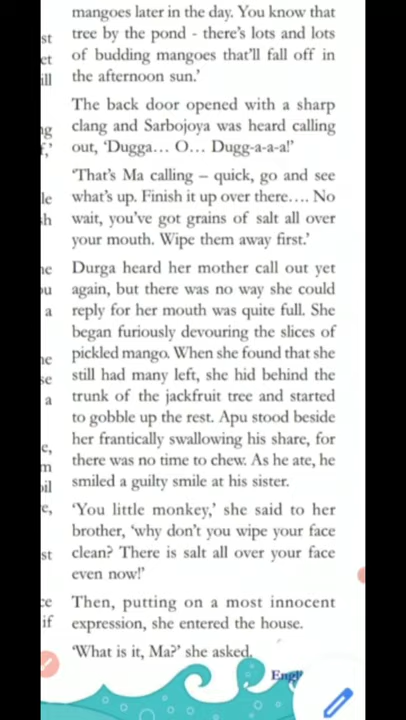 mangoes later in the day. You know that
tree by the pond - there's lots and lots
of budding mangoes that'll fall off in
the afternoon sun.'
The back door opened with a sharp
clang and Sarbojoya was heard calling
out, 'Dugga… O… Dugg-a-a-a!'
'That's Ma calling – quick, go and see
what's up. Finish it up over there…. No
wait, you've got grains of salt all over
your mouth. Wipe them away first.'
Durga heard her mother call out yet
again, but there was no way she could
reply for her mouth was quite full. She
began furiously devouring the slices of
pickled mango. When she found that she
still had many left, she hid behind the
trunk of the jackfruit tree and started
to gobble up the rest. Apu stood beside
her frantically swallowing his share, for
there was no time to chew. As he ate, he
smiled a guilty smile at his sister.
'You little monkey,' she said to her
brother, 'why don't you wipe your face
clean? There is salt all over your face
even now!'
Then, putting on a most innocent
expression, she entered the house.
'What is it, Ma?' she asked.